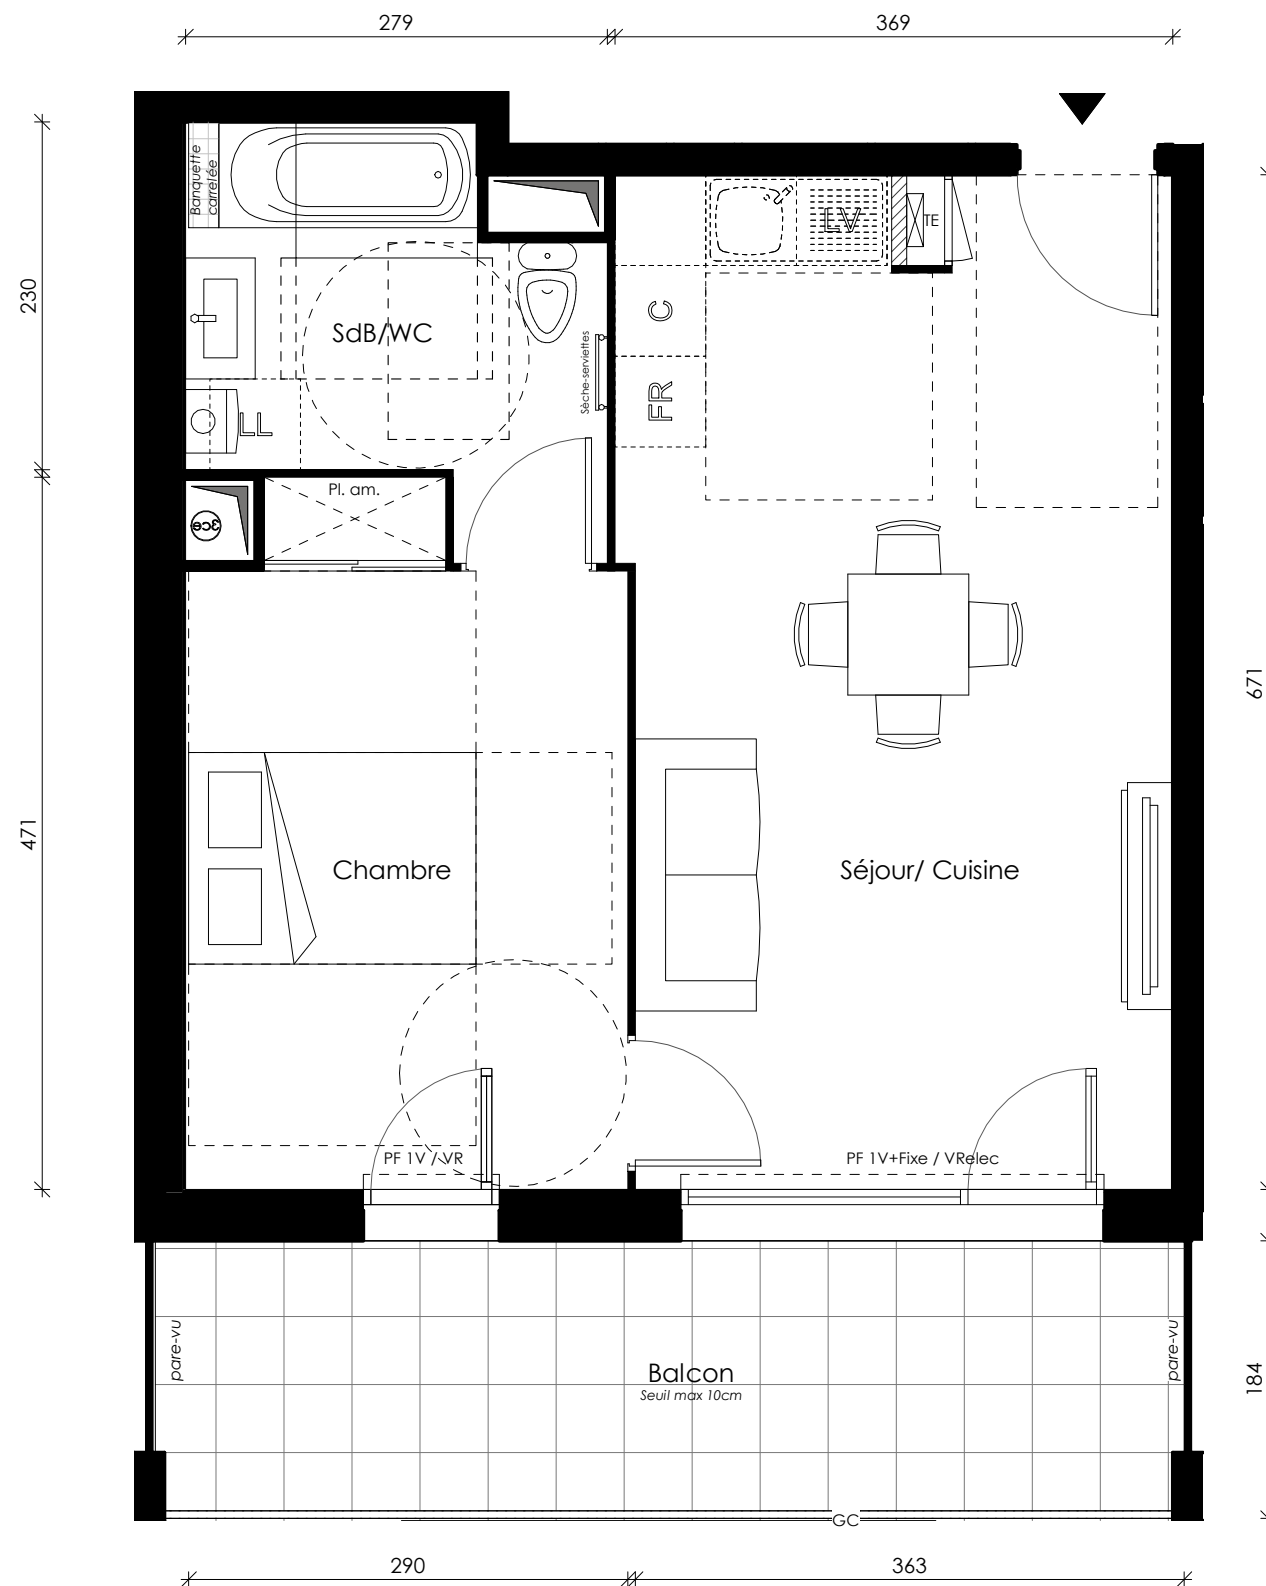 279
369
Banquette
carrelée
LV
TE
230
C
SdB/WC
Sèche-serviettes
FR
LL
Pl. am.
3ce
671
471
Chambre
Séjour/ Cuisine
PF 1V / VR
PF 1V+Fixe / VRelec
pare-vu
pare-vu
Balcon
Seuil max 10cm
184
GC
290
363